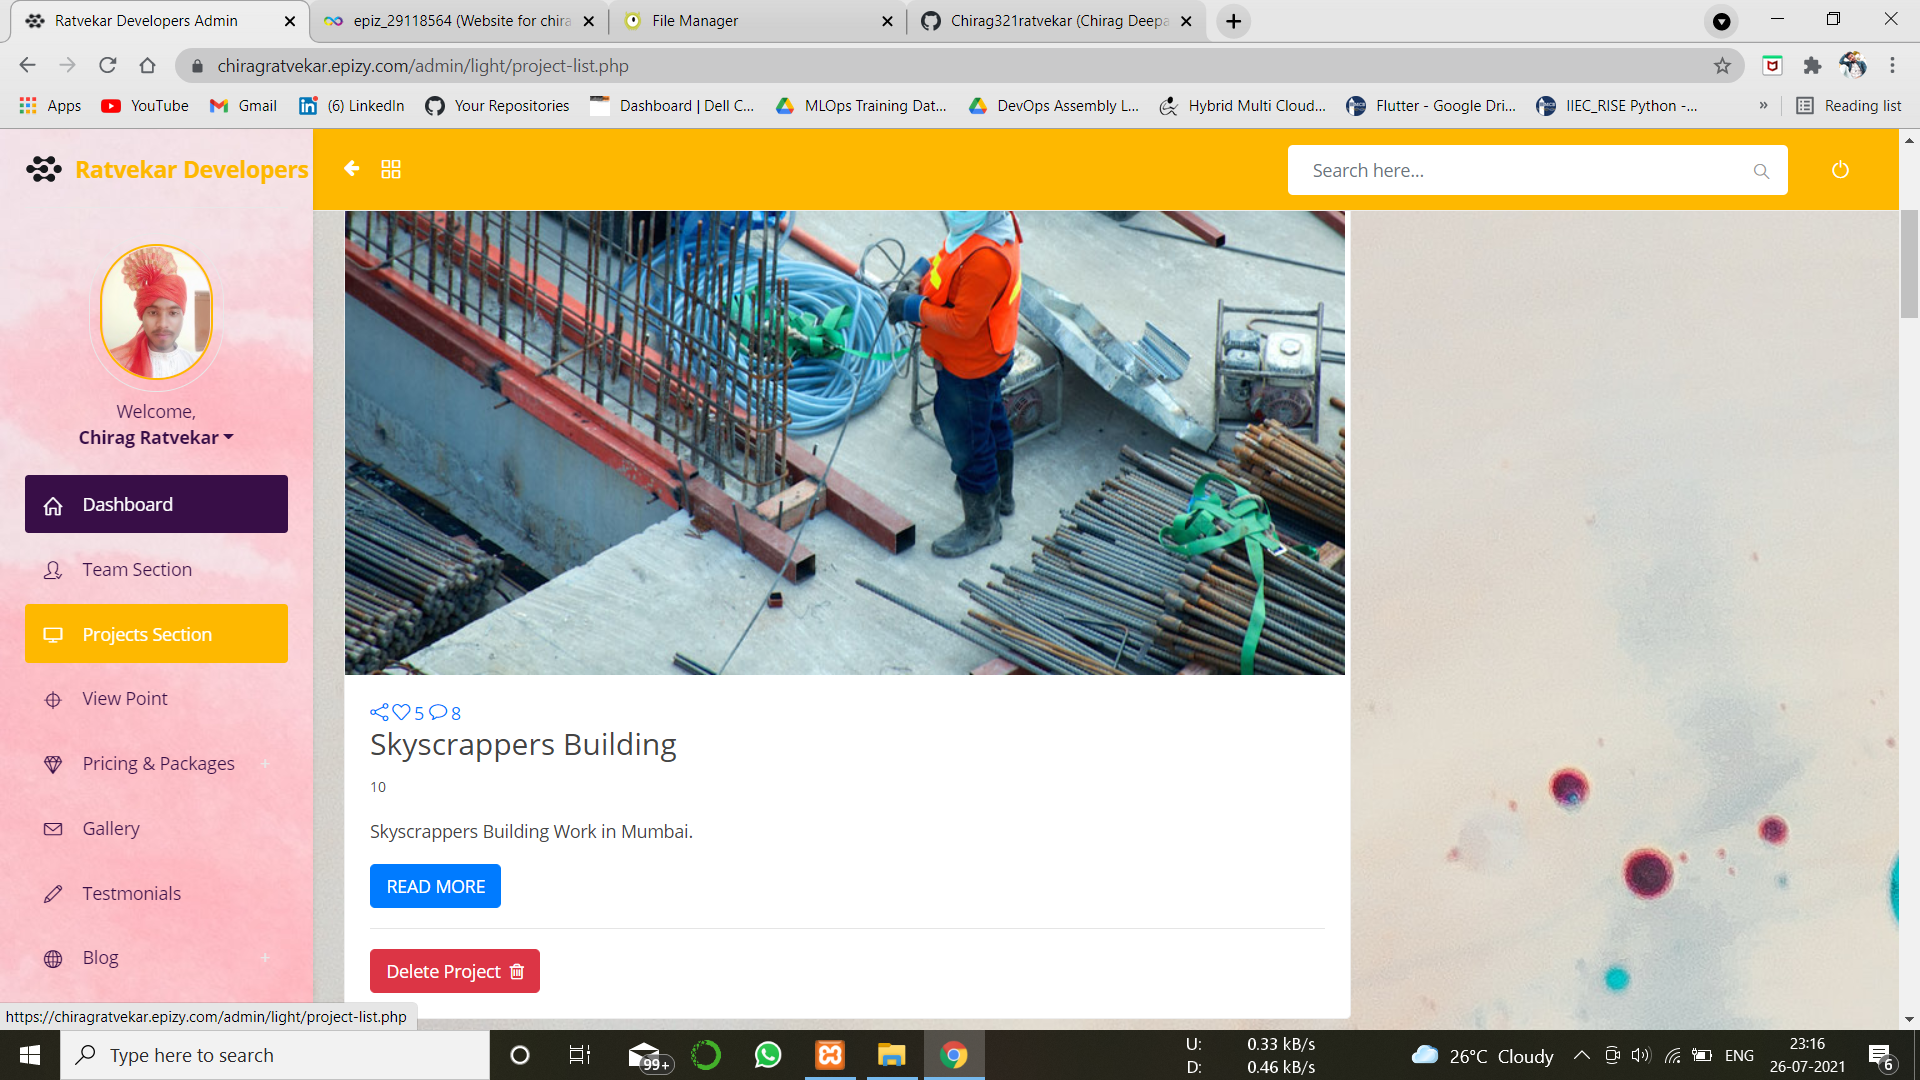 Ratvekar Developers Admin
epiz_29118564 (Website for chira
File Manager
Chirag321ratvekar (Chirag Deepa
chiragratvekar.epizy.com/admin/light/project-list.php
Apps
YouTube
Gmail
(6) LinkedIn
Your Repositories
Dashboard | Dell C...
MLOps Training Dat...
DevOps Assembly L...
Hybrid Multi Cloud...
Flutter - Google Dri...
IIEC_RISE Python -...
»
Reading list
Ratvekar Developers
Search here...
Welcome,
Chirag Ratvekar
Dashboard
Team Section
Projects Section
View Point
Pricing & Packages +
Gallery
Testmonials
Blog +
5 8
Skyscrappers Building
10
Skyscrappers Building Work in Mumbai.
READ MORE
Delete Project
https://chiragratvekar.epizy.com/admin/light/project-list.php
Type here to search
99+
U: 0.33 kB/s
D: 0.46 kB/s
26°C Cloudy
ENG
23:16
26-07-2021
6